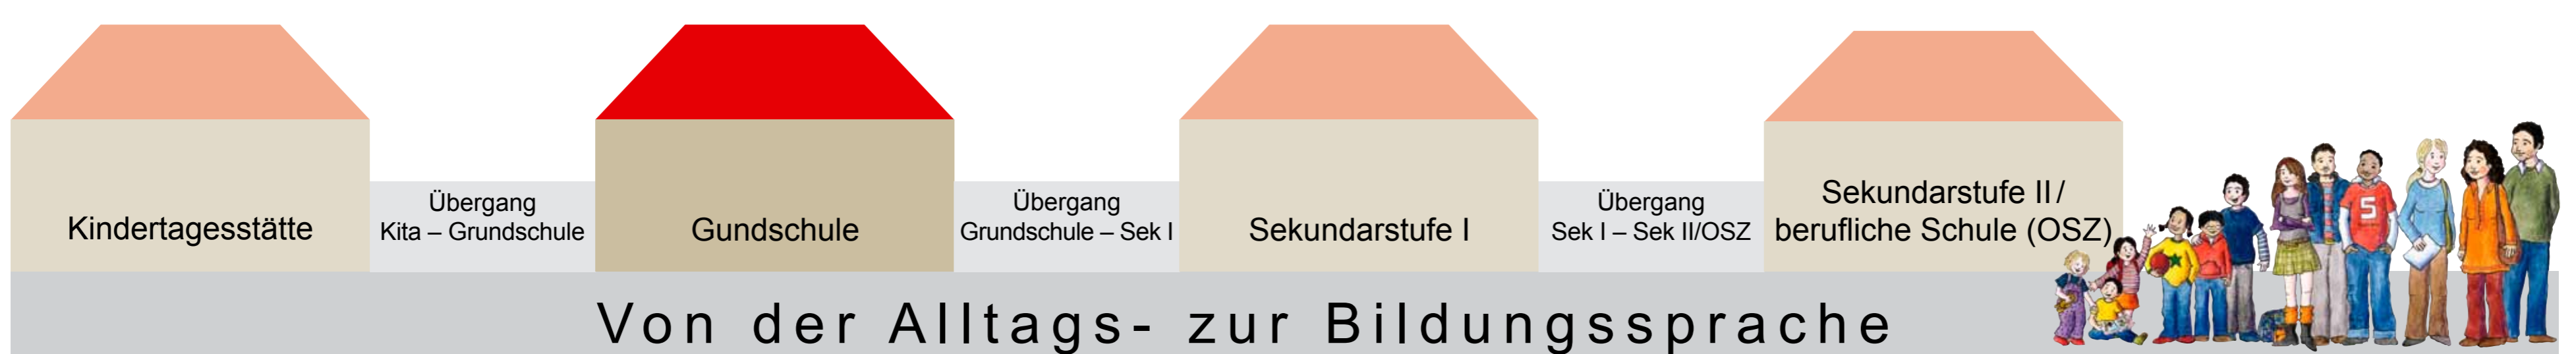 Kindertagesstätte
Übergang
Kita – Grundschule
Gundschule
Übergang
Grundschule – Sek I
Sekundarstufe I
Übergang
Sek I – Sek II/OSZ
Sekundarstufe II/
berufliche Schule (OSZ)
5
Von der Alltags- zur Bildungssprache